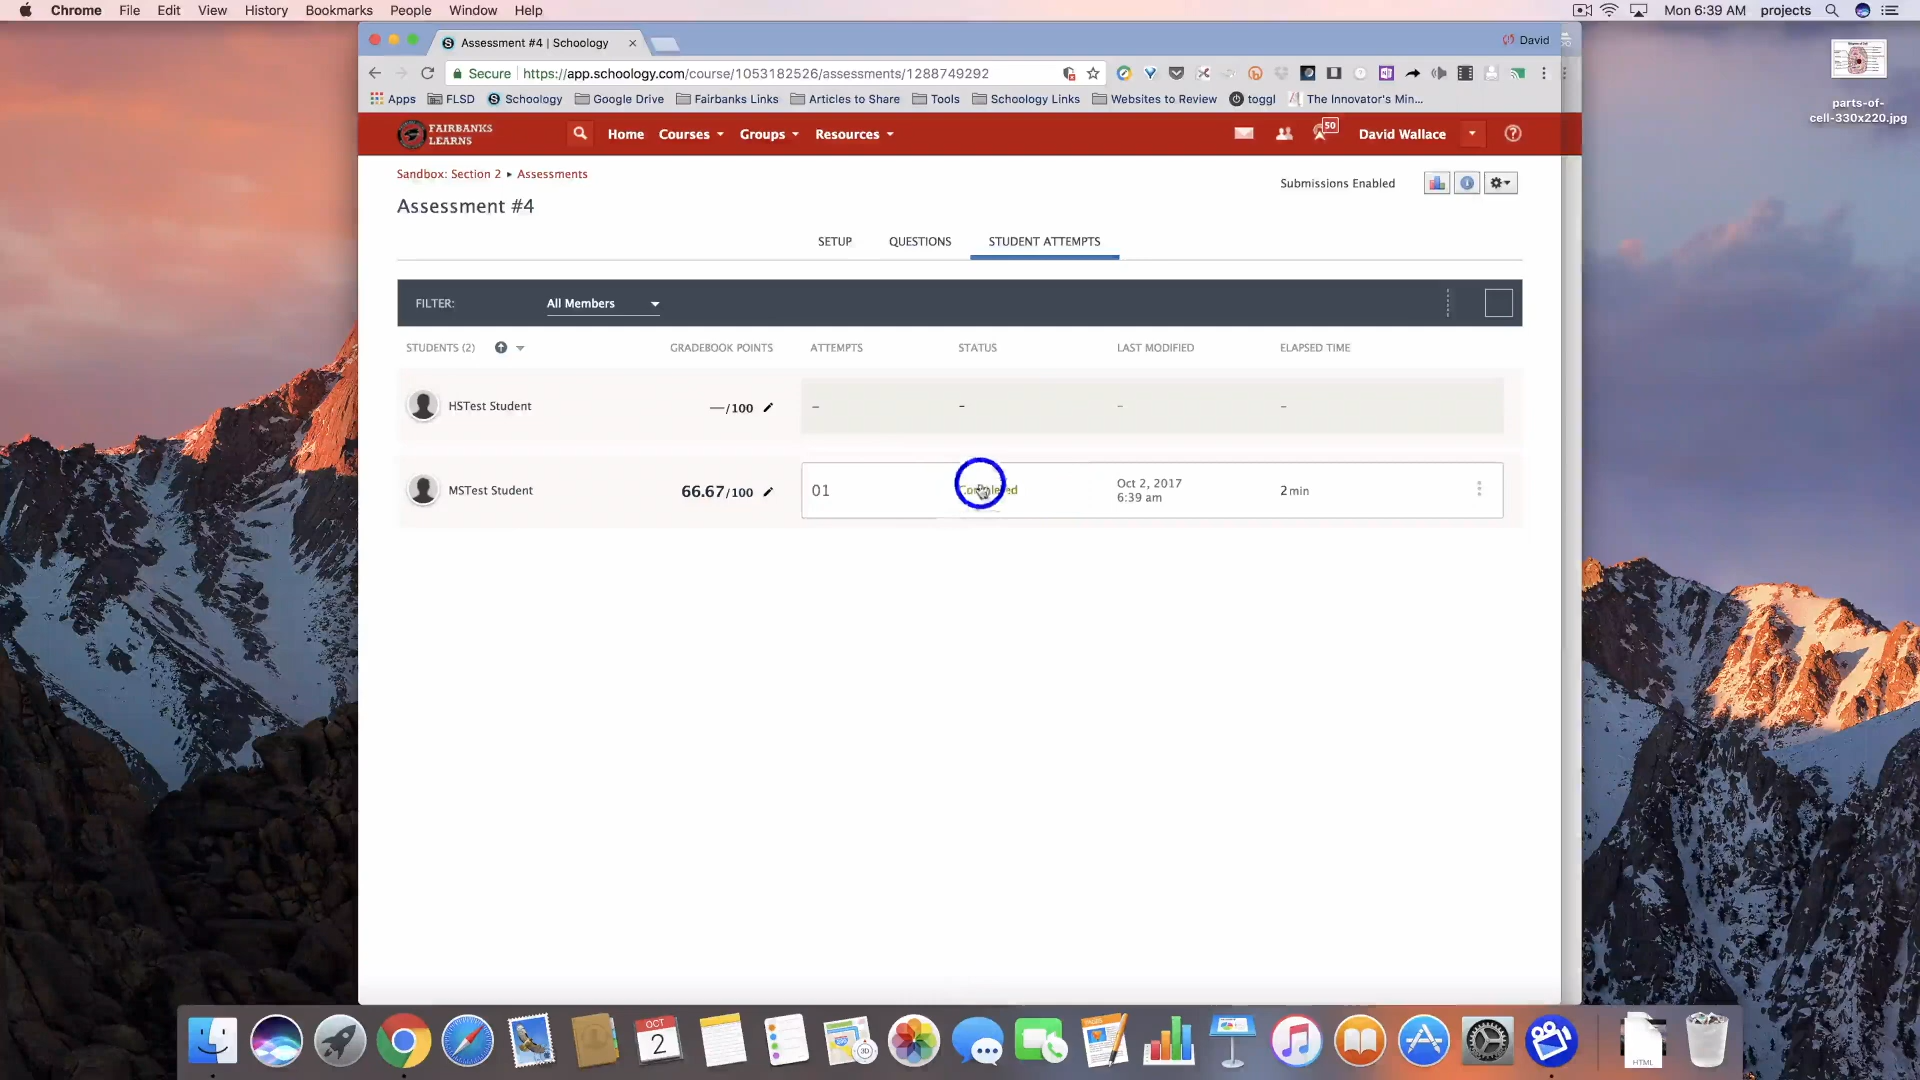 Chrome File Edit View History Bookmarks People Window Help
Mon 6:39 AM projects
Assessment #4 | Schoology
David
Secure https://app.schoology.com/course/1053182526/assessments/1288749292
Apps FLSD Schoology Google Drive Fairbanks Links Articles to Share Tools Schoology Links Websites to Review toggl The Innovator's Min...
parts-of-
cell-330x220.jpg
FAIRBANKS
LEARNS
Home Courses Groups Resources
50
David Wallace
Sandbox: Section 2 ▸ Assessments
Submissions Enabled
Assessment #4
SETUP QUESTIONS STUDENT ATTEMPTS
FILTER: All Members
STUDENTS (2) GRADEBOOK POINTS ATTEMPTS STATUS LAST MODIFIED ELAPSED TIME
HSTest Student —/100 – – – –
MSTest Student 66.67/100 01 Completed Oct 2, 2017
6:39 am
2 min
OCT
2
3D
HTML